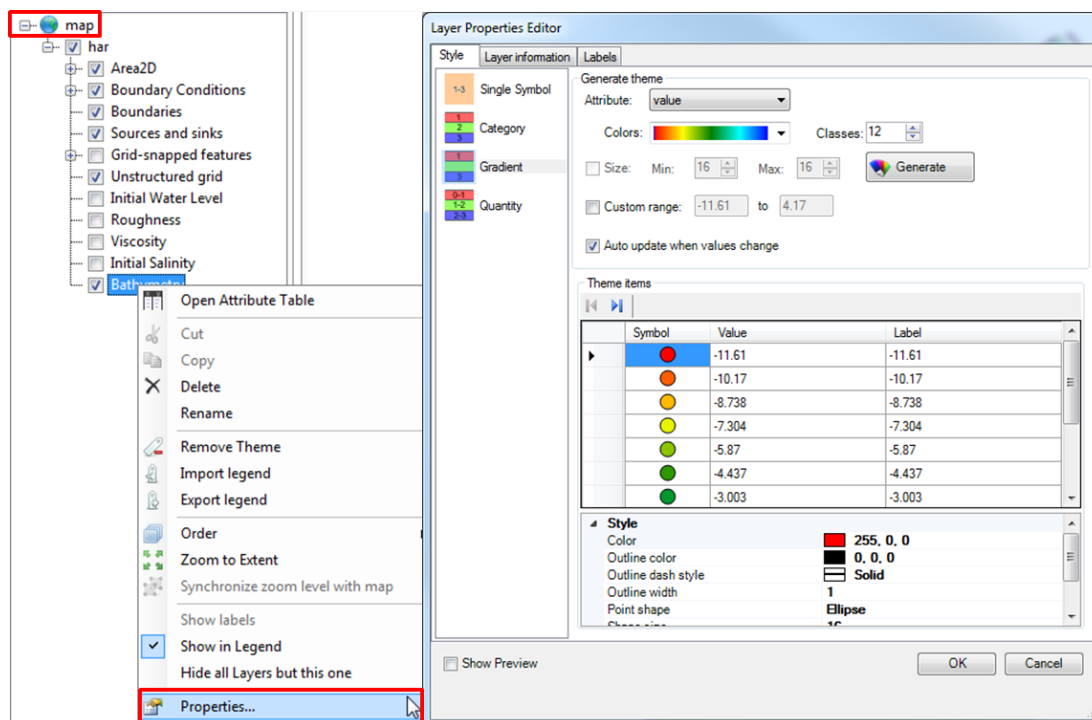 map
har
Area2D
Boundary Conditions
Boundaries
Sources and sinks
Grid-snapped features
Unstructured grid
Initial Water Level
Roughness
Viscosity
Initial Salinity
Bathymetry
Open Attribute Table
Cut
Copy
Delete
Rename
Remove Theme
Import legend
Export legend
Order
Zoom to Extent
Synchronize zoom level with map
Show labels
Show in Legend
Hide all Layers but this one
Properties...
Layer Properties Editor
Style Layer information Labels
1-3 Single Symbol
1 2 3 Category
1 3 Gradient
0-1 1-2 2-3 Quantity
Generate theme
Attribute: value
Colors: Classes: 12
Size: Min: 16 Max: 16 Generate
Custom range: -11.61 to 4.17
Auto update when values change
Theme items
Symbol Value Label
-11.61 -11.61
-10.17 -10.17
-8.738 -8.738
-7.304 -7.304
-5.87 -5.87
-4.437 -4.437
-3.003 -3.003
Style
Color 255, 0, 0
Outline color 0, 0, 0
Outline dash style Solid
Outline width 1
Point shape Ellipse
Shape size 16
Show Preview OK Cancel